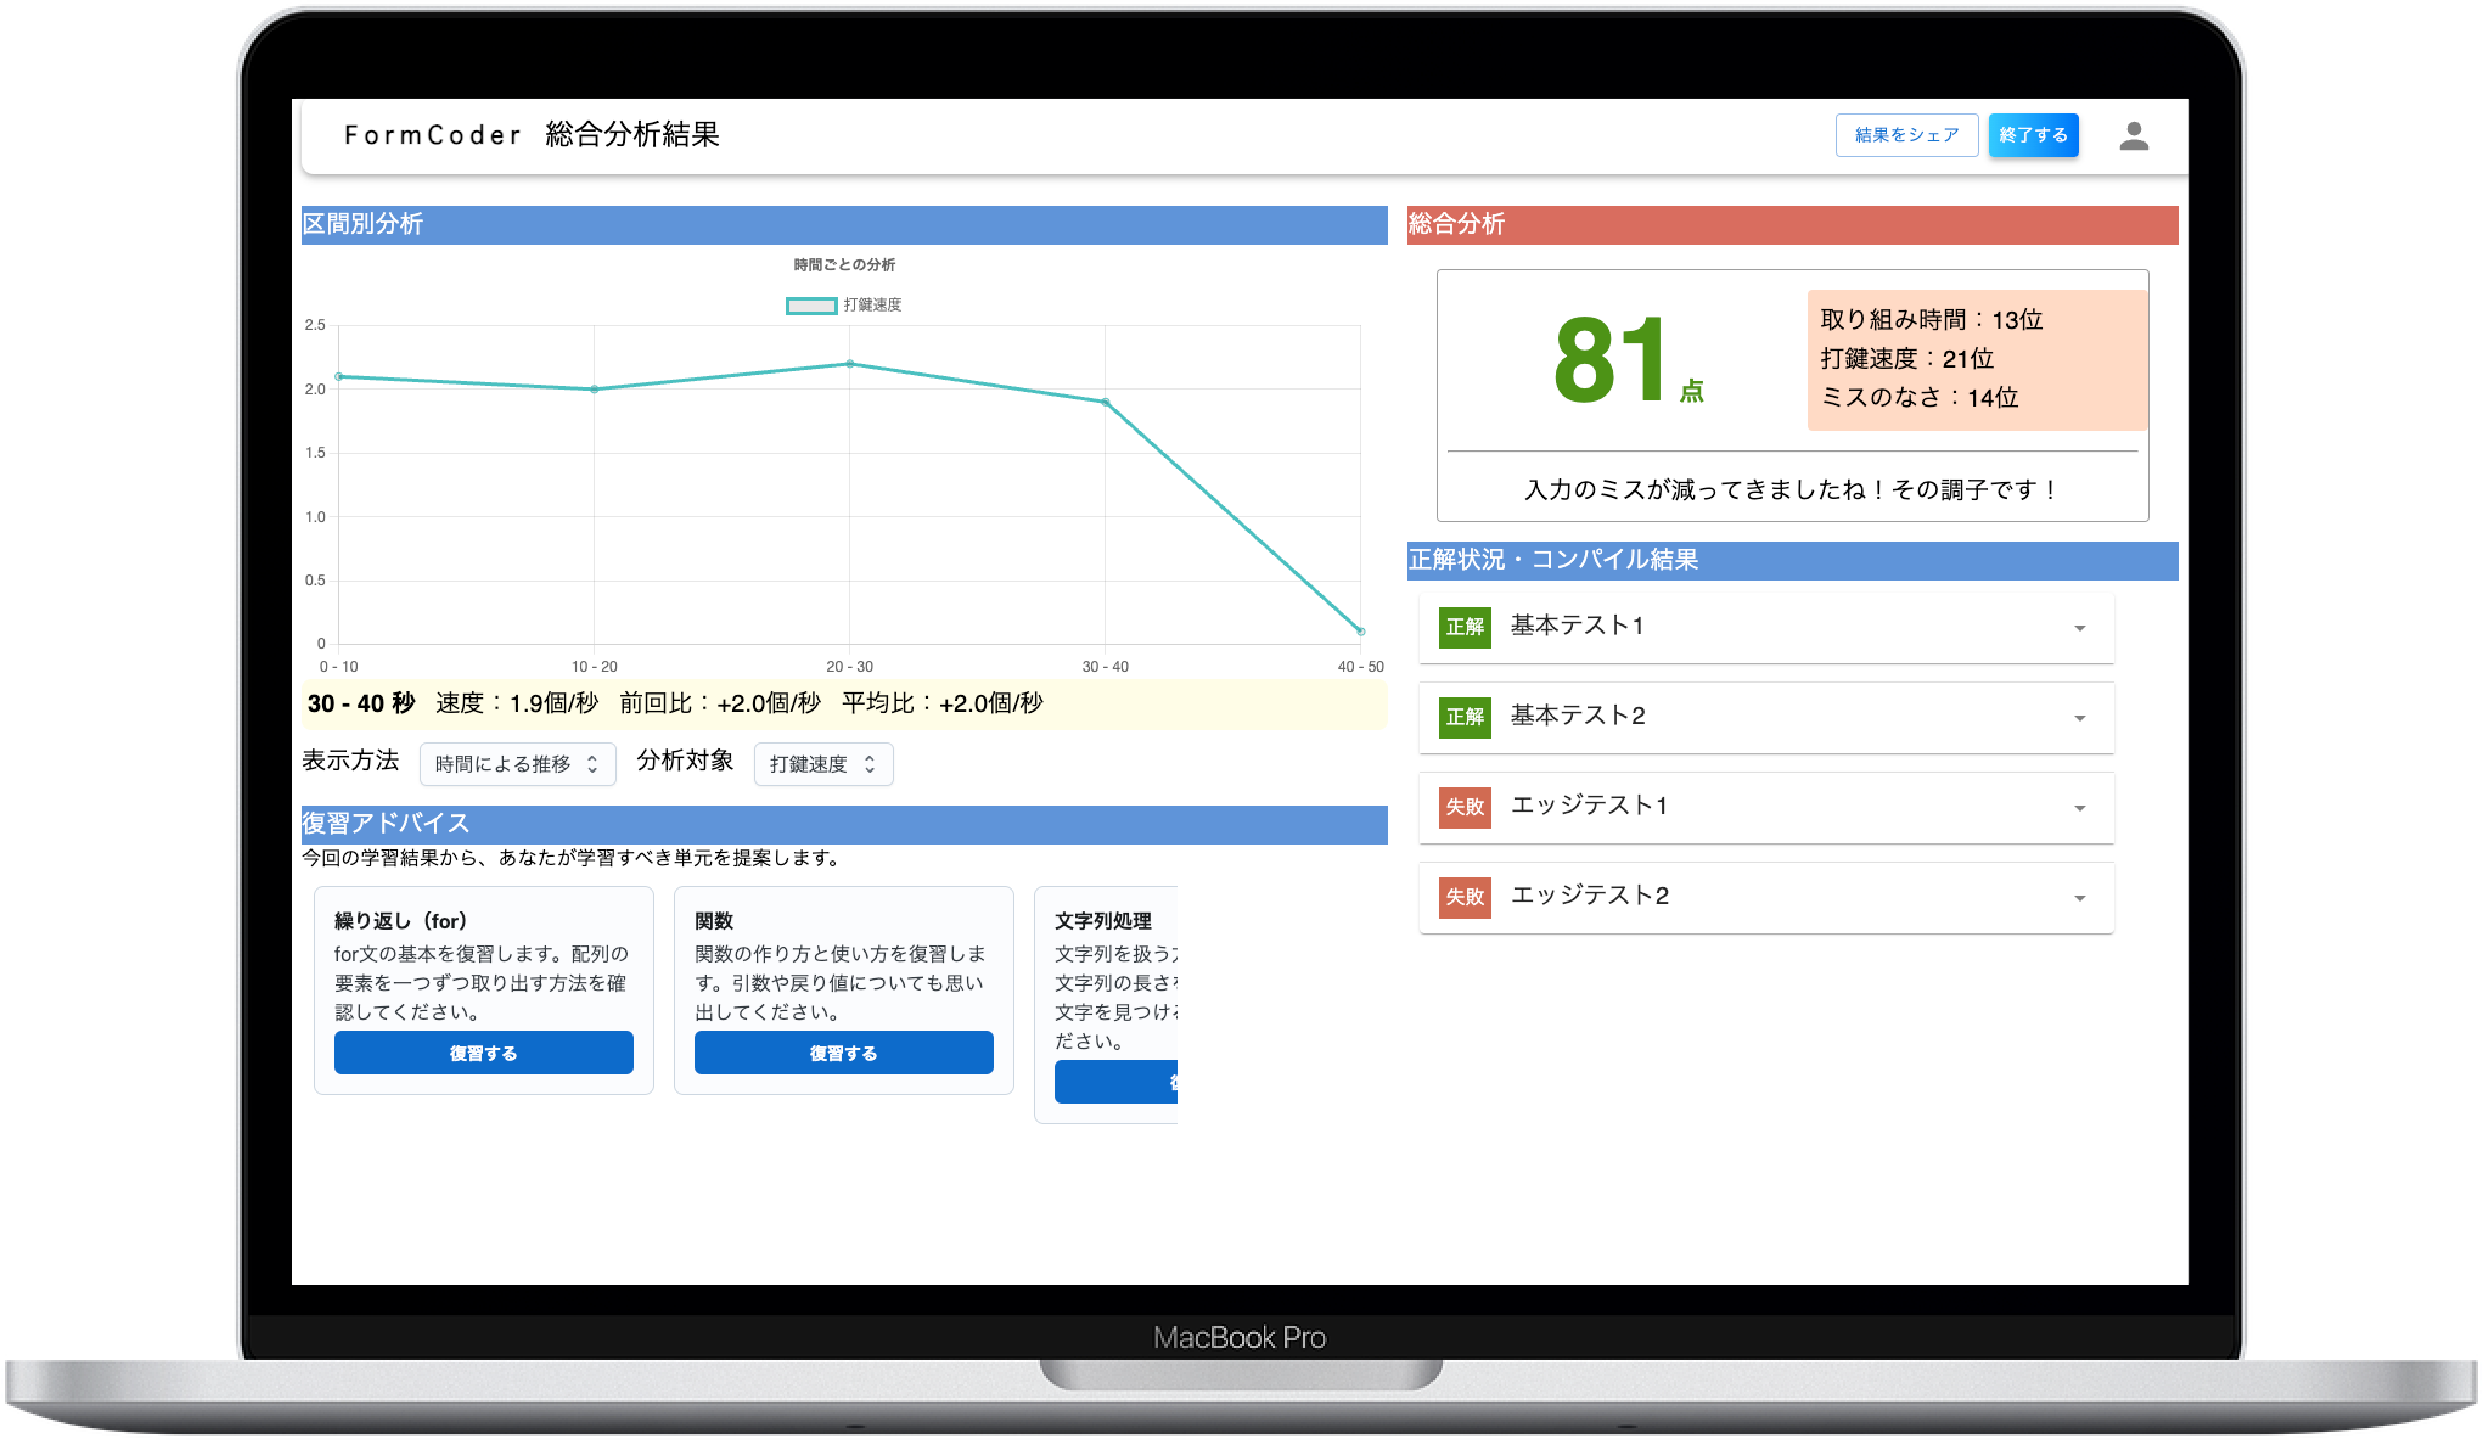 FormCoder 総合分析結果
結果をシェア
終了する
区間別分析
時間ごとの分析
打鍵速度
2.5
2.0
1.5
1.0
0.5
0
0 - 10
10 - 20
20 - 30
30 - 40
40 - 50
30 - 40 秒 速度：1.9個/秒 前回比：+2.0個/秒 平均比：+2.0個/秒
表示方法 時間による推移 分析対象 打鍵速度
復習アドバイス
今回の学習結果から、あなたが学習すべき単元を提案します。
繰り返し（for）
for文の基本を復習します。配列の
要素を一つずつ取り出す方法を確
認してください。
復習する
関数
関数の作り方と使い方を復習しま
す。引数や戻り値についても思い
出してください。
復習する
文字列処理
文字列を扱う
文字列の長さ
文字を見つけ
ださい。
総合分析
81点
取り組み時間：13位
打鍵速度：21位
ミスのなさ：14位
入力のミスが減ってきましたね！その調子です！
正解状況・コンパイル結果
正解 基本テスト1
正解 基本テスト2
失敗 エッジテスト1
失敗 エッジテスト2
MacBook Pro